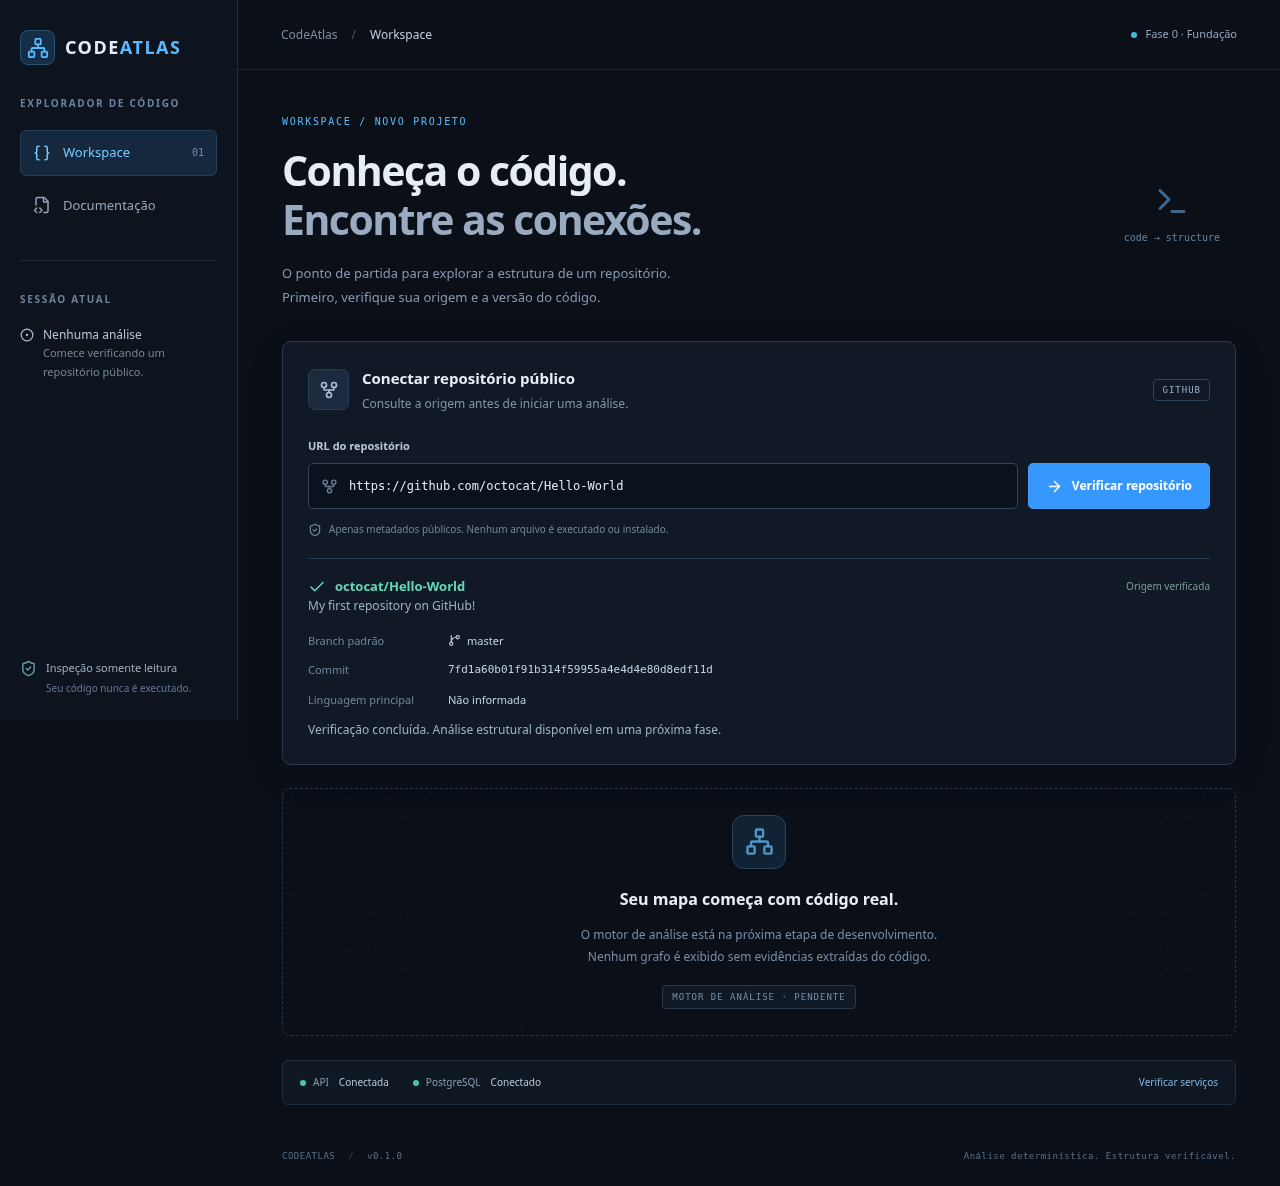 CODEATLAS
EXPLORADOR DE CÓDIGO
Workspace 01
Documentação
SESSÃO ATUAL
Nenhuma análise
Comece verificando um
repositório público.
Inspeção somente leitura
Seu código nunca é executado.
CodeAtlas / Workspace
Fase 0 · Fundação
WORKSPACE / NOVO PROJETO
Conheça o código.
Encontre as conexões.
code → structure
O ponto de partida para explorar a estrutura de um repositório.
Primeiro, verifique sua origem e a versão do código.
Conectar repositório público
Consulte a origem antes de iniciar uma análise.
GITHUB
URL do repositório
https://github.com/octocat/Hello-World
Verificar repositório
Apenas metadados públicos. Nenhum arquivo é executado ou instalado.
octocat/Hello-World
Origem verificada
My first repository on GitHub!
Branch padrão master
Commit 7fd1a60b01f91b314f59955a4e4d4e80d8edf11d
Linguagem principal Não informada
Verificação concluída. Análise estrutural disponível em uma próxima fase.
Seu mapa começa com código real.
O motor de análise está na próxima etapa de desenvolvimento.
Nenhum grafo é exibido sem evidências extraídas do código.
MOTOR DE ANÁLISE · PENDENTE
API Conectada PostgreSQL Conectado
Verificar serviços
CODEATLAS / v0.1.0
Análise determinística. Estrutura verificável.